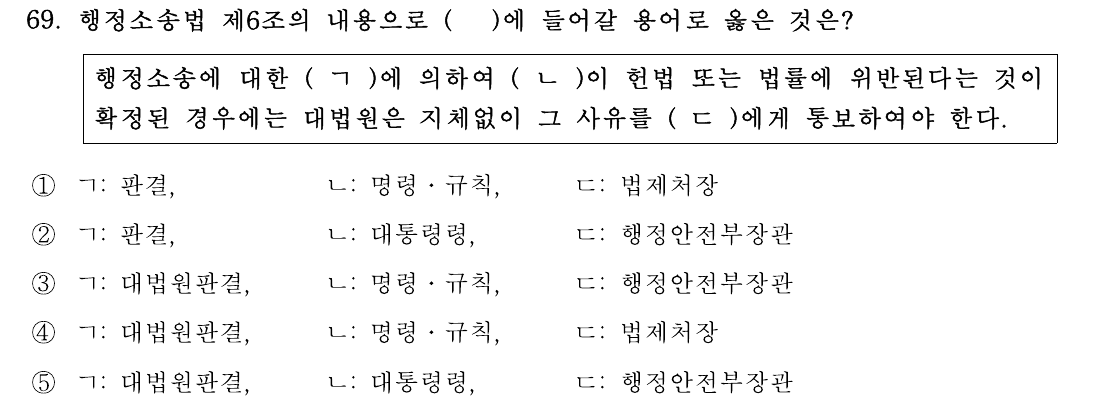 69. 행정소송법 제6조의 내용으로 (   )에 들어갈 용어로 옳은 것은?
행정소송에 대한 ( ㄱ )에 의하여 ( ㄴ )이 헌법 또는 법률에 위반된다는 것이
확정된 경우에는 대법원은 지체없이 그 사유를 ( ㄷ )에게 통보하여야 한다.
① ㄱ: 판결, ㄴ: 명령 · 규칙, ㄷ: 법제처장
② ㄱ: 판결, ㄴ: 대통령령, ㄷ: 행정안전부장관
③ ㄱ: 대법원판결, ㄴ: 명령 · 규칙, ㄷ: 행정안전부장관
④ ㄱ: 대법원판결, ㄴ: 명령 · 규칙, ㄷ: 법제처장
⑤ ㄱ: 대법원판결, ㄴ: 대통령령, ㄷ: 행정안전부장관